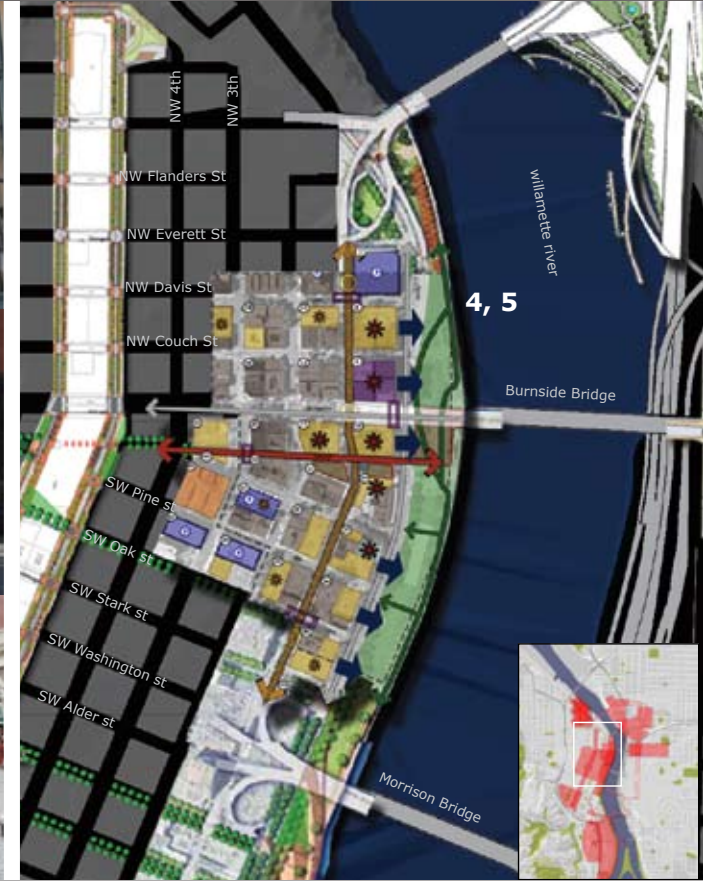 NW 4th
NW 3th
NW Flanders St
willamette river
NW Everett St
NW Davis St
4, 5
NW Couch St
Burnside Bridge
SW Pine st
SW Oak st
SW Stark st
SW Washington st
SW Alder st
Morrison Bridge